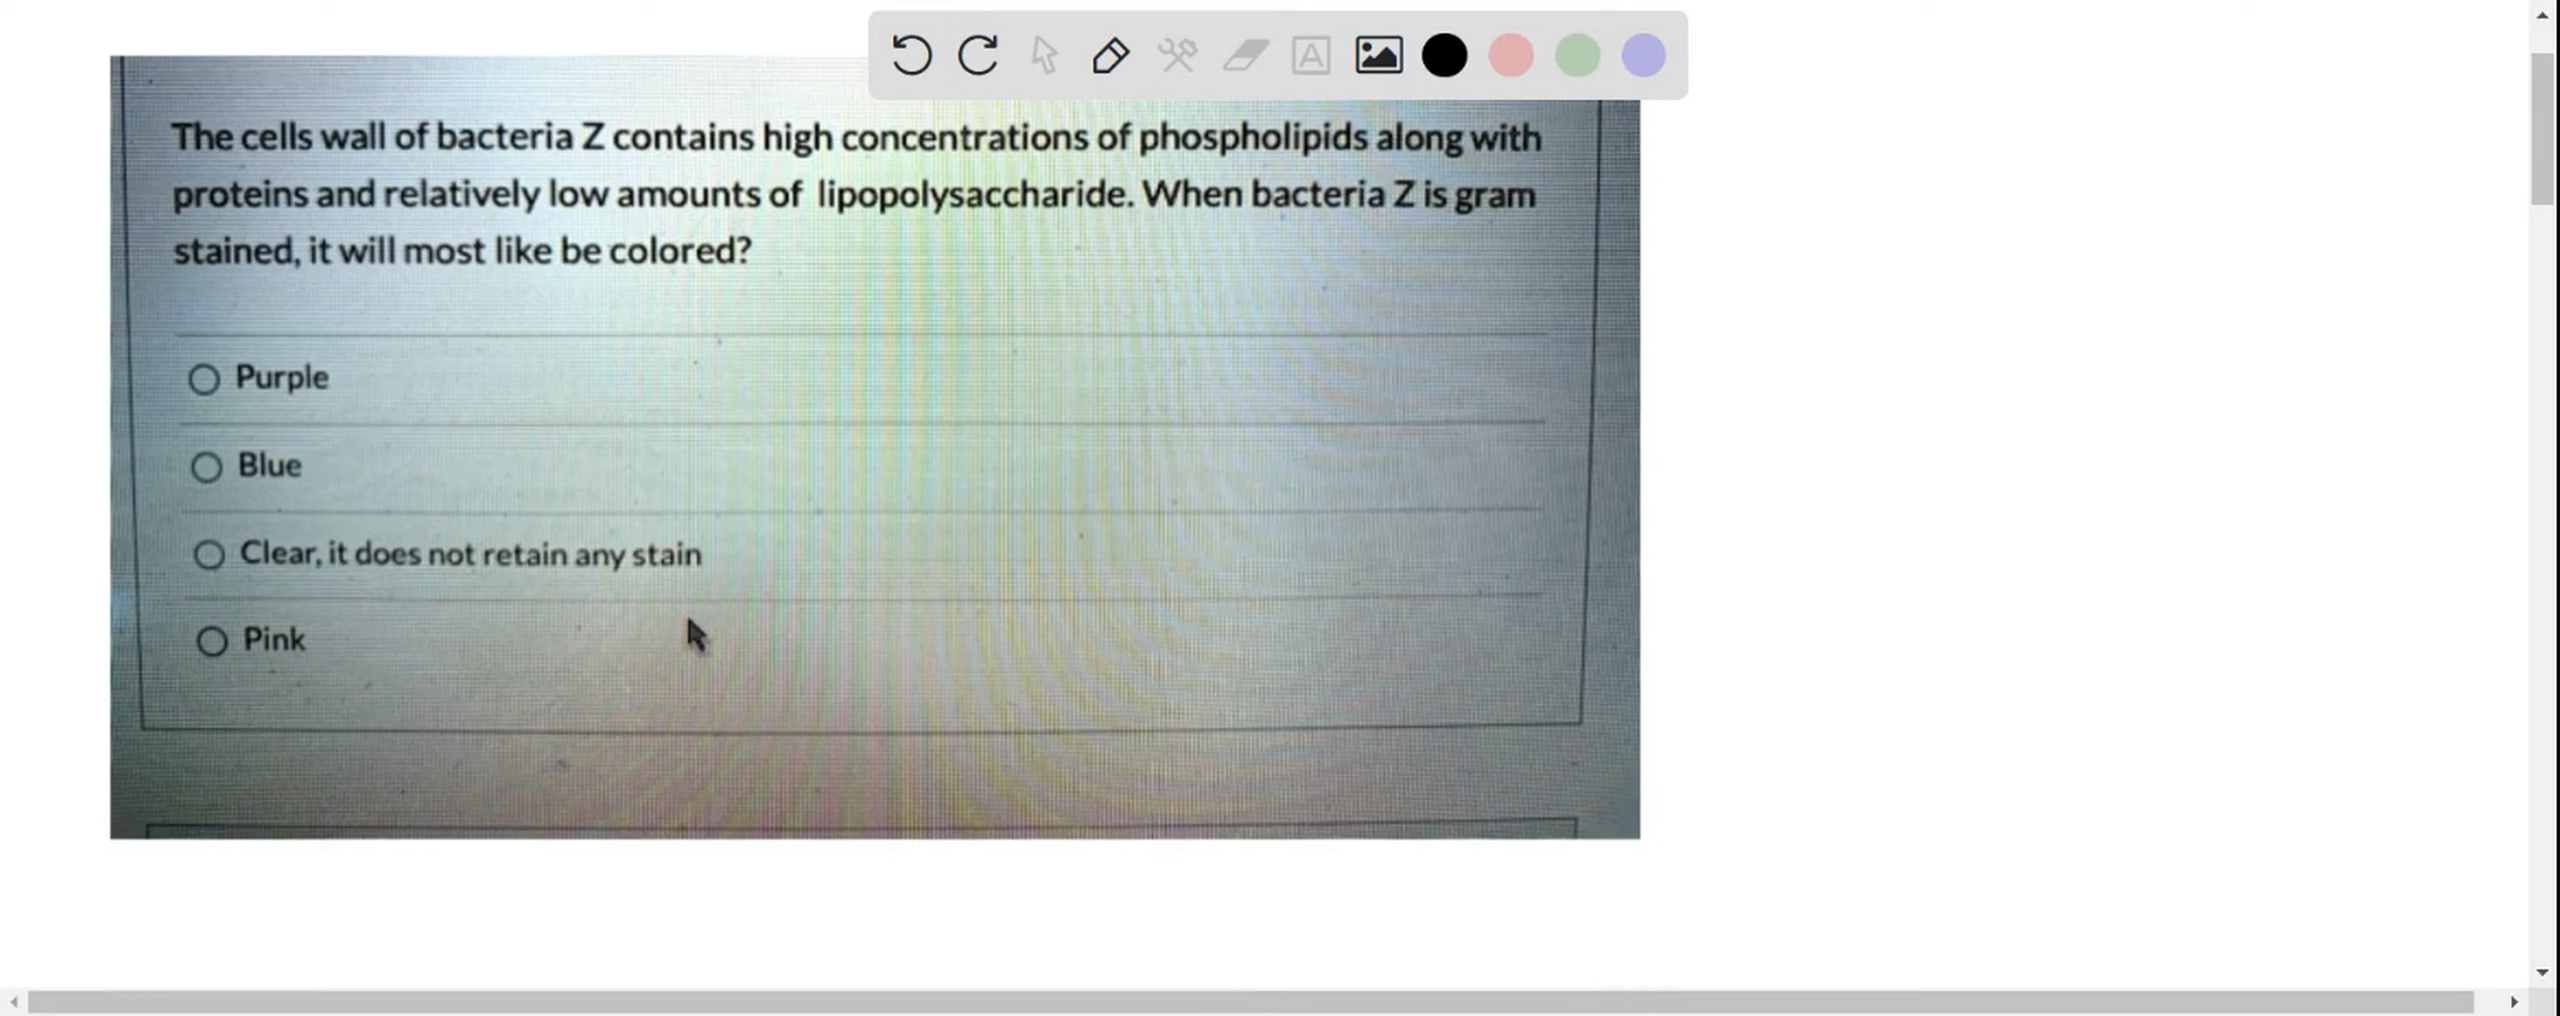 The cells wall of bacteria Z contains high concentrations of phospholipids along with
proteins and relatively low amounts of lipopolysaccharide. When bacteria Z is gram
stained, it will most like be colored?
Purple
Blue
Clear, it does not retain any stain
Pink